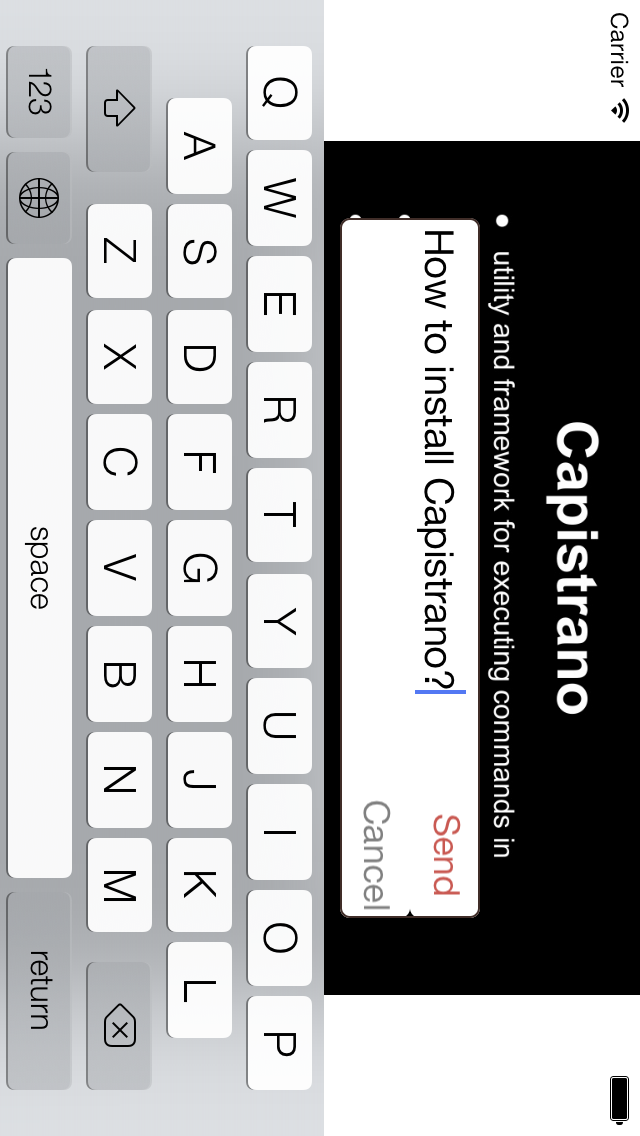 Carrier
Capistrano
• utility and framework for executing commands in
How to install Capistrano?
Send
Cancel
Q W E R T Y U I O P
A S D F G H J K L
Z X C V B N M
123 space return